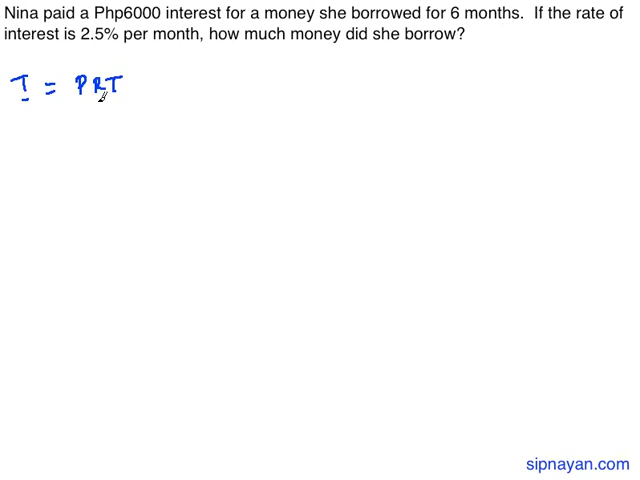 Nina paid a Php6000 interest for a money she borrowed for 6 months.  If the rate of
interest is 2.5% per month, how much money did she borrow?
I = PRT
sipnayan.com